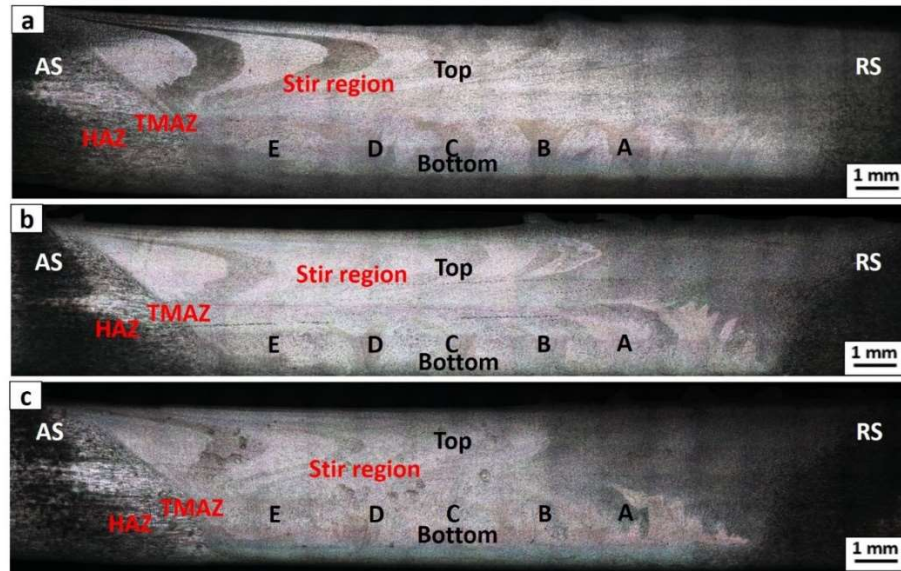 a
AS
Top
RS
Stir region
TMAZ
HAZ
E D C B A
Bottom
1 mm
b
AS
Top
RS
Stir region
TMAZ
HAZ
E D C B A
Bottom
1 mm
c
AS
Top
RS
Stir region
TMAZ
HAZ
E D C B A
Bottom
1 mm